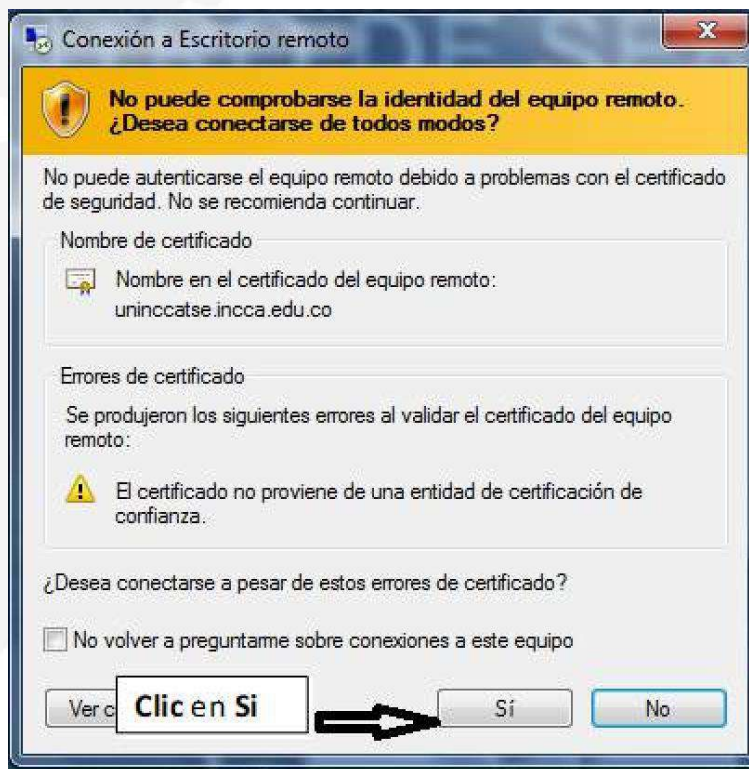 Conexión a Escritorio remoto
No puede comprobarse la identidad del equipo remoto.
¿Desea conectarse de todos modos?
No puede autenticarse el equipo remoto debido a problemas con el certificado
de seguridad. No se recomienda continuar.
Nombre de certificado
Nombre en el certificado del equipo remoto:
uninccatse.incca.edu.co
Errores de certificado
Se produjeron los siguientes errores al validar el certificado del equipo
remoto:
El certificado no proviene de una entidad de certificación de
confianza.
¿Desea conectarse a pesar de estos errores de certificado?
No volver a preguntarme sobre conexiones a este equipo
Ver Clic en Si Sí No